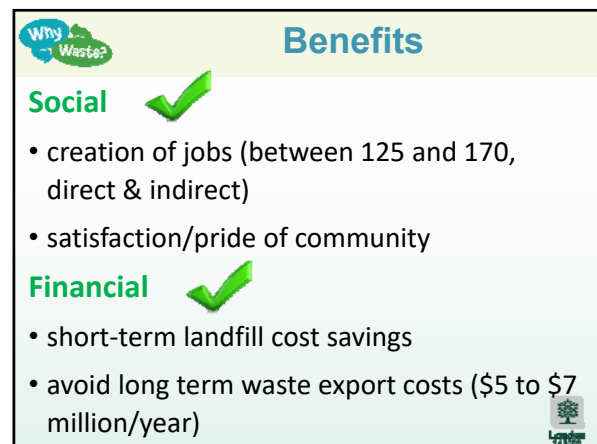 Why
Waste?
Benefits
Social
• creation of jobs (between 125 and 170,
direct & indirect)
• satisfaction/pride of community
Financial
• short-term landfill cost savings
• avoid long term waste export costs ($5 to $7
million/year)
London